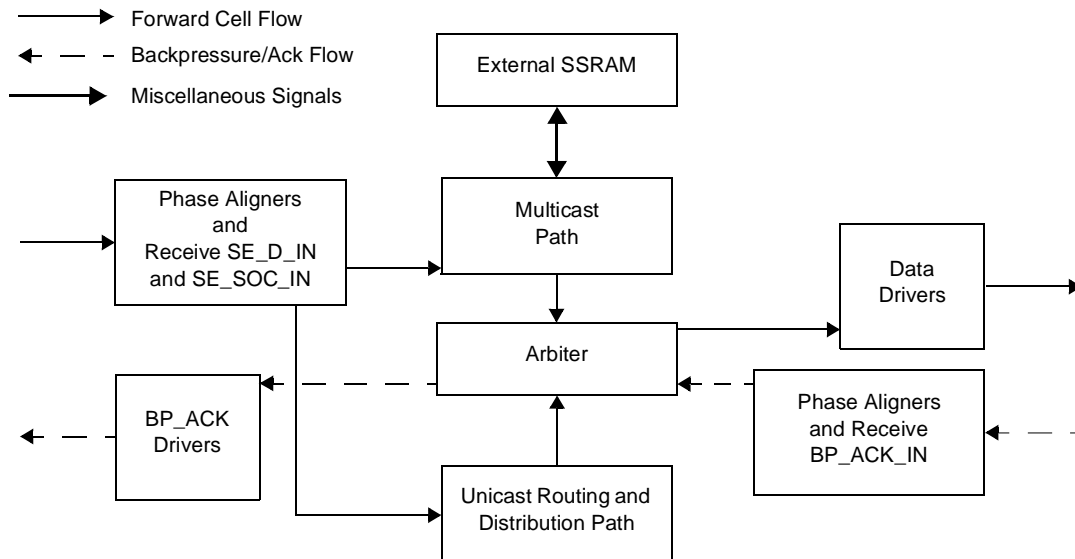 Forward Cell Flow
Backpressure/Ack Flow
Miscellaneous Signals
External SSRAM
Phase Aligners
and
Receive SE_D_IN
and SE_SOC_IN
Multicast
Path
Data
Drivers
Arbiter
BP_ACK
Drivers
Phase Aligners
and Receive
BP_ACK_IN
Unicast Routing and
Distribution Path